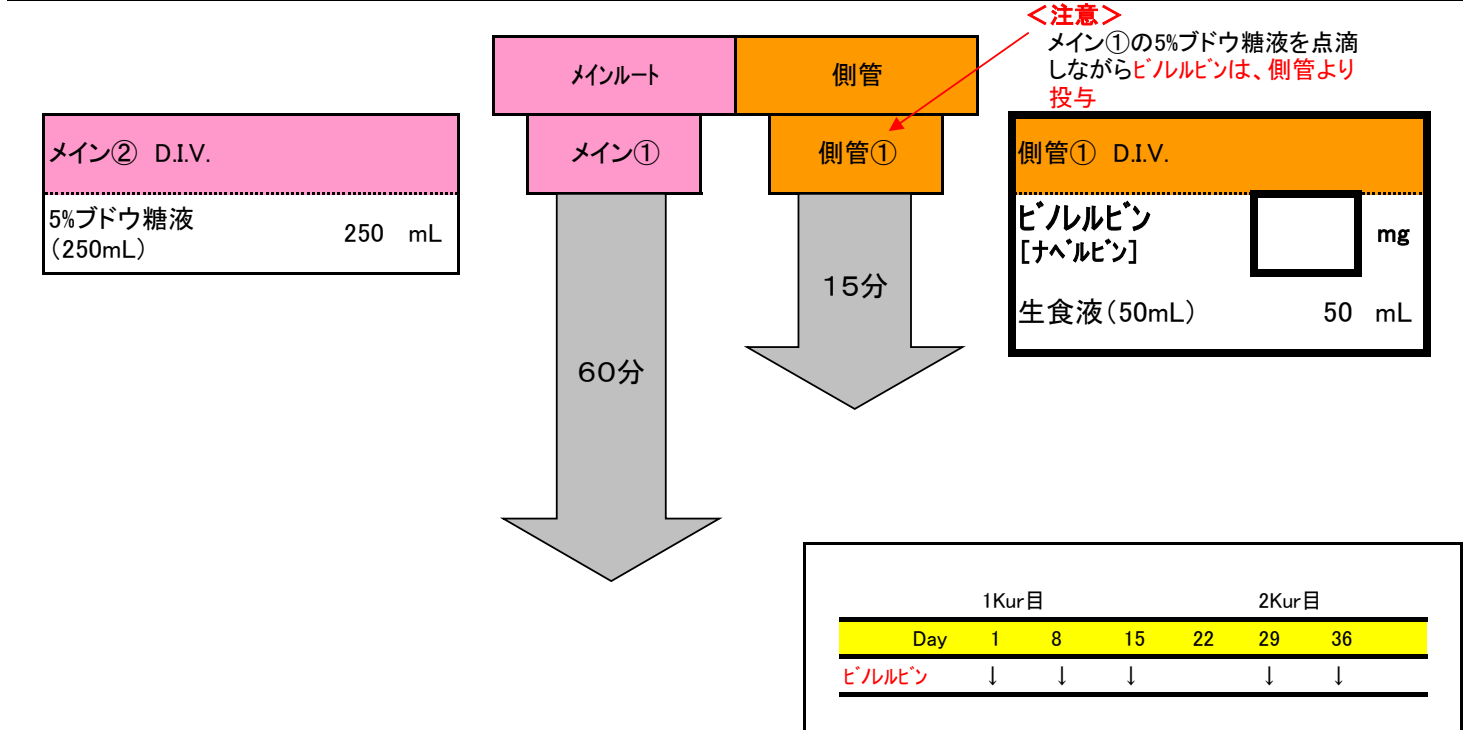 ＜注意＞
メイン①の5%ブドウ糖液を点滴
しながらﾋﾞﾉﾚﾙﾋﾞﾝは、側管より
投与
ﾒｲﾝﾙｰﾄ
側管
メイン② D.I.V.
メイン①
側管①
側管① D.I.V.
5%ブドウ糖液
（250mL）
250 mL
ﾋﾞﾉﾚﾙﾋﾞﾝ
[ﾅﾍﾞﾙﾋﾞﾝ]
mg
生食液（50mL） 50 mL
１５分
６０分
1Kur目 2Kur目
Day 1 8 15 22 29 36
ﾋﾞﾉﾚﾙﾋﾞﾝ ↓ ↓ ↓ ↓ ↓